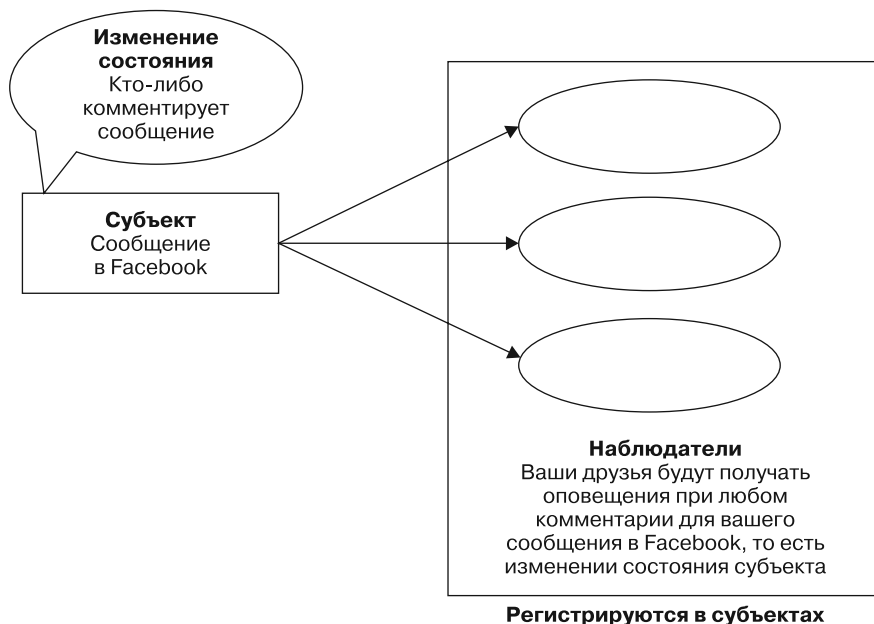 Изменение
состояния
Кто-либо
комментирует
сообщение
Субъект
Сообщение
в Facebook
Наблюдатели
Ваши друзья будут получать
оповещения при любом
комментарии для вашего
сообщения в Facebook, то есть
изменении состояния субъекта
Регистрируются в субъектах